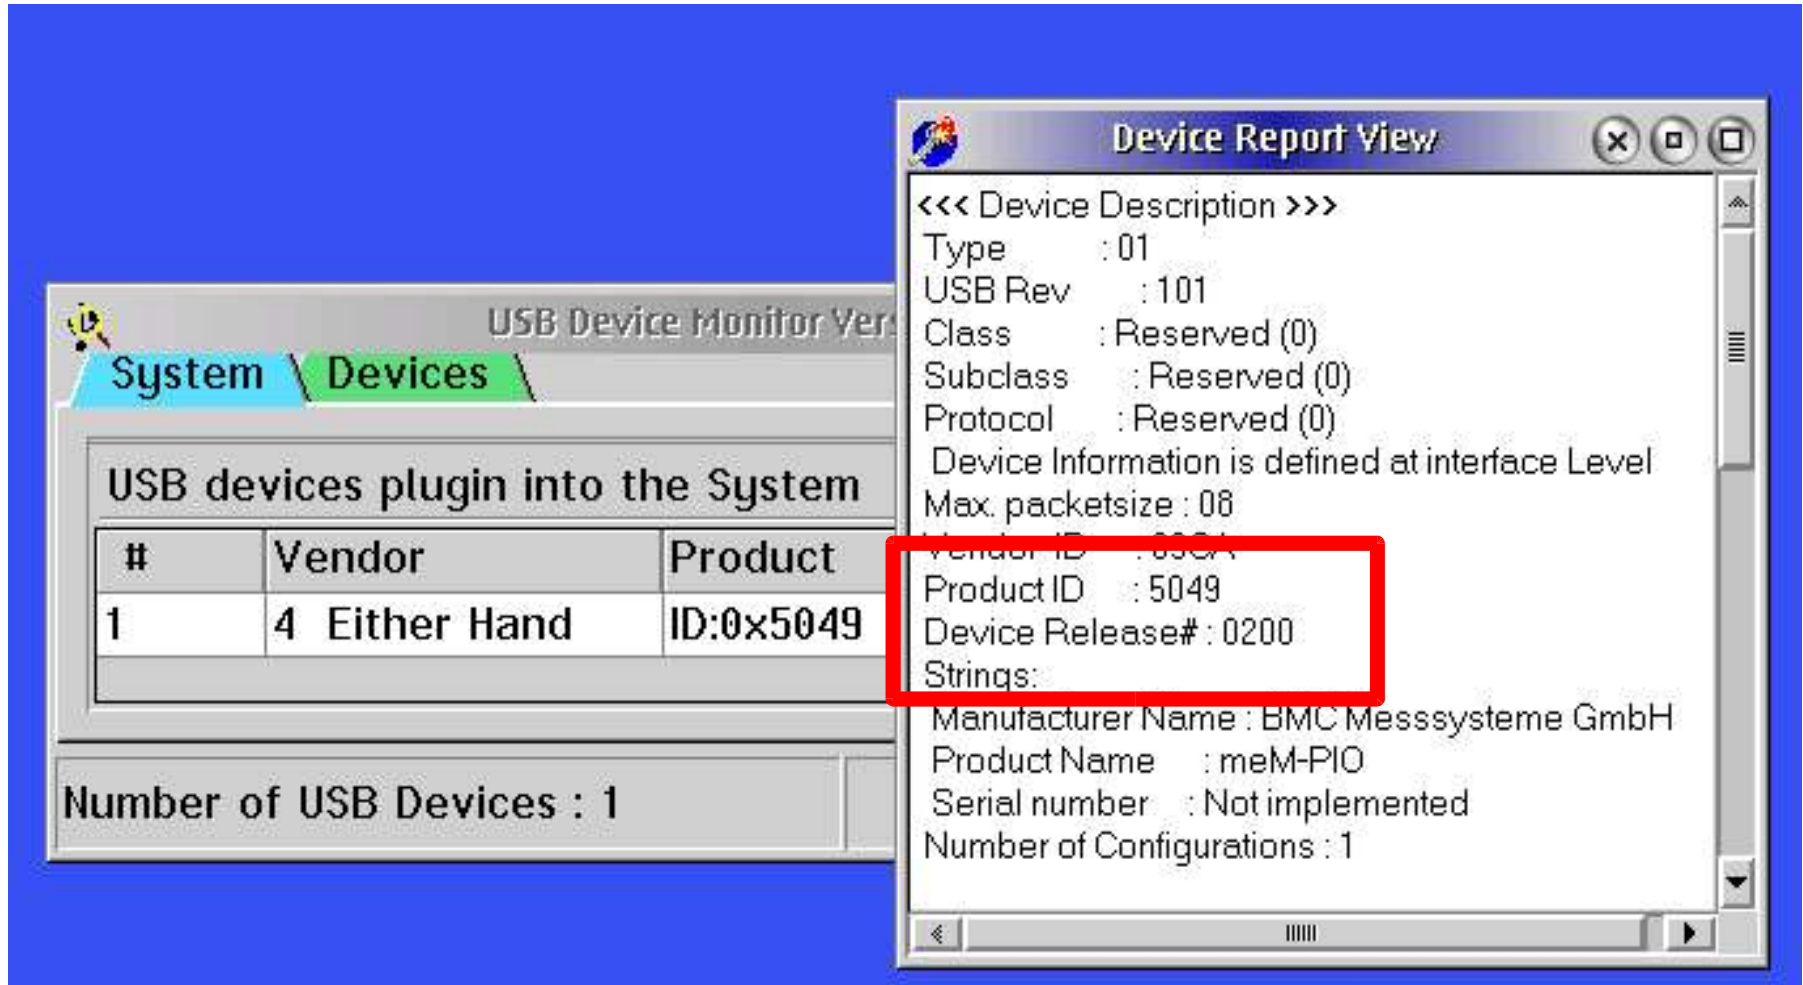 USB Device Monitor
System
Devices
USB devices plugin into the System
#
Vendor
Product
1
4 Either Hand
ID:0x5049
Number of USB Devices : 1
Device Report View
<<< Device Description >>>
Type : 01
USB Rev : 101
Class : Reserved (0)
Subclass : Reserved (0)
Protocol : Reserved (0)
Device Information is defined at interface Level
Max. packetsize : 08
Vendor ID :
Product ID : 5049
Device Release# : 0200
Strings:
Manufacturer Name : BMC Messsysteme GmbH
Product Name : meM-PIO
Serial number : Not implemented
Number of Configurations : 1